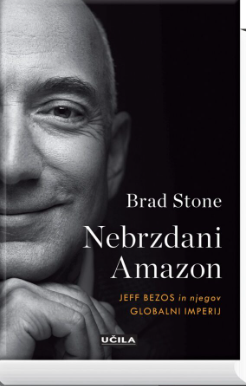 Brad Stone
Nebrzdani
Amazon
JEFF BEZOS in njegov
GLOBALNI IMPERIJ
UČILA